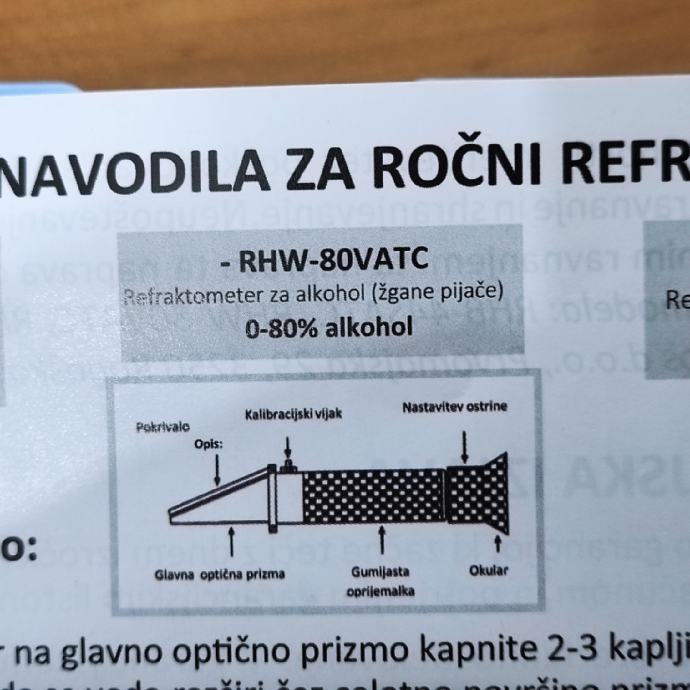 NAVODILA ZA ROČNI REFR
- RHW-80VATC
Refraktometer za alkohol (žgane pijače)
0-80% alkohol
Re
Pokrivalo
Kalibracijski vijak
Nastavitev ostrine
Opis:
Glavna optična prizma
Gumijasta
oprijemalka
Okular
o:
r na glavno optično prizmo kapnite 2-3 kaplji